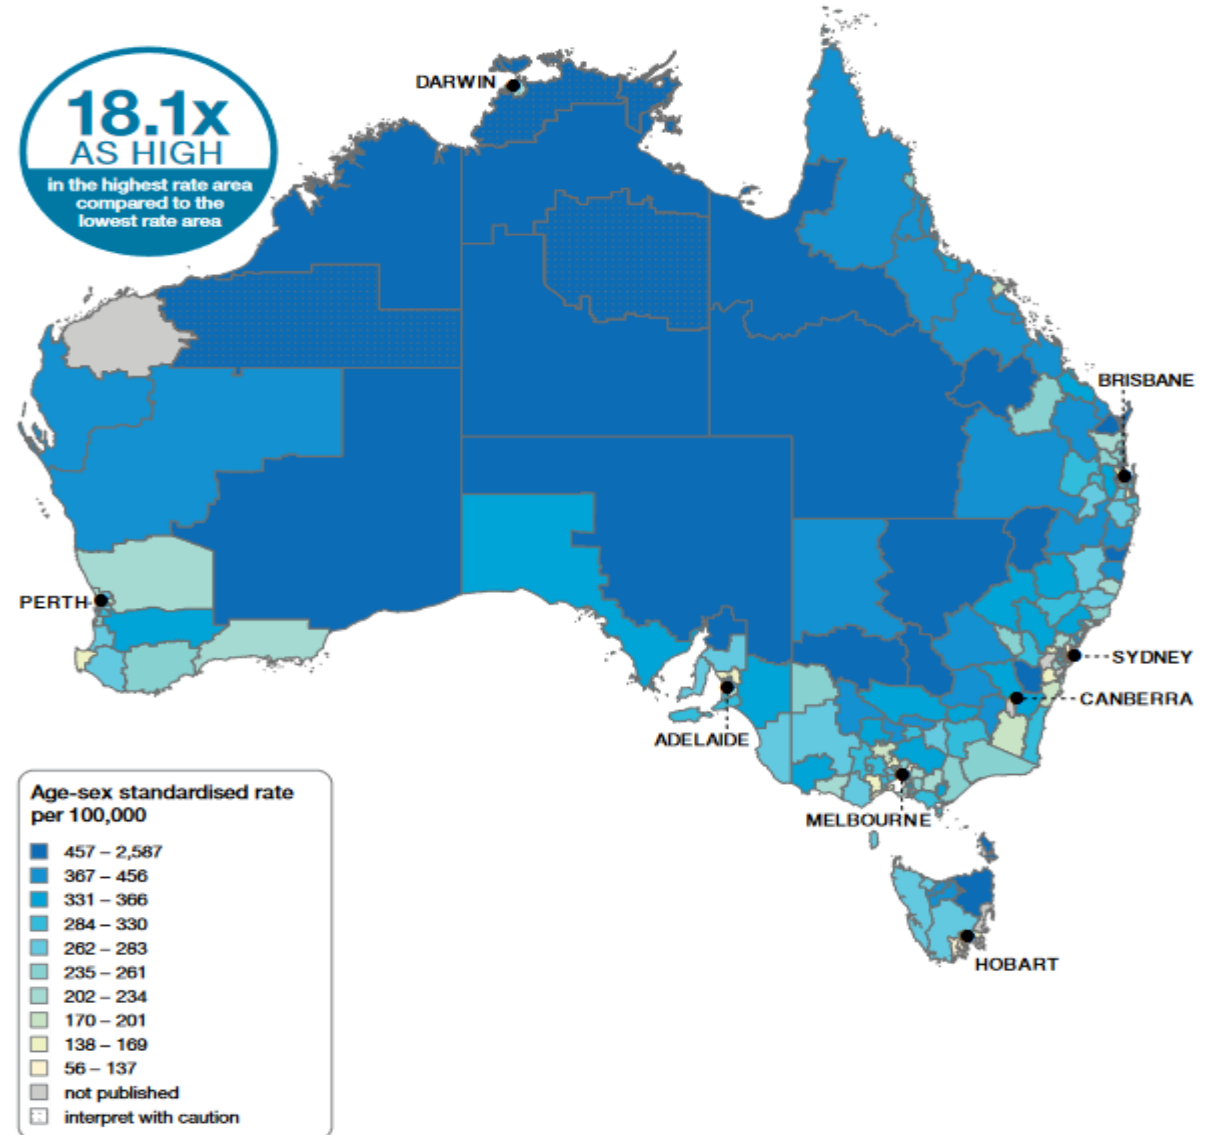 18.1x
AS HIGH
in the highest rate area
compared to the
lowest rate area
DARWIN
BRISBANE
PERTH
SYDNEY
CANBERRA
ADELAIDE
MELBOURNE
HOBART
Age-sex standardised rate
per 100,000
457 – 2,587
367 – 456
331 – 366
284 – 330
262 – 283
235 – 261
202 – 234
170 – 201
138 – 169
56 – 137
not published
interpret with caution